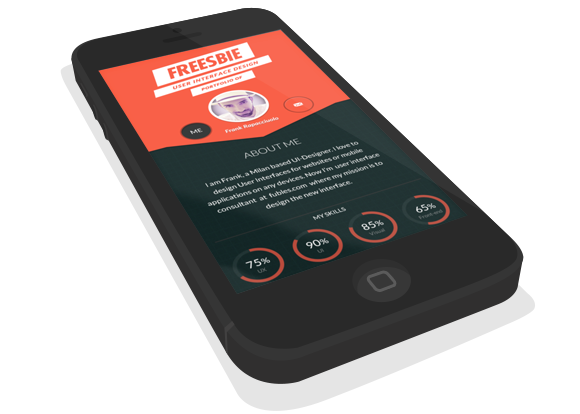 FREESBIE
USER INTERFACE DESIGN
PORTFOLIO.UP
ME
Frank Rapacciuolo
ABOUT ME
I am Frank, a Milan based UI-Designer. I love to
design User Interfaces for websites or mobile
applications on any devices. Now I'm user interface
consultant at fubles.com where my mission is to
design the new interface.
MY SKILLS
75%
UX
90%
UI
85%
Visual
65%
Front-end